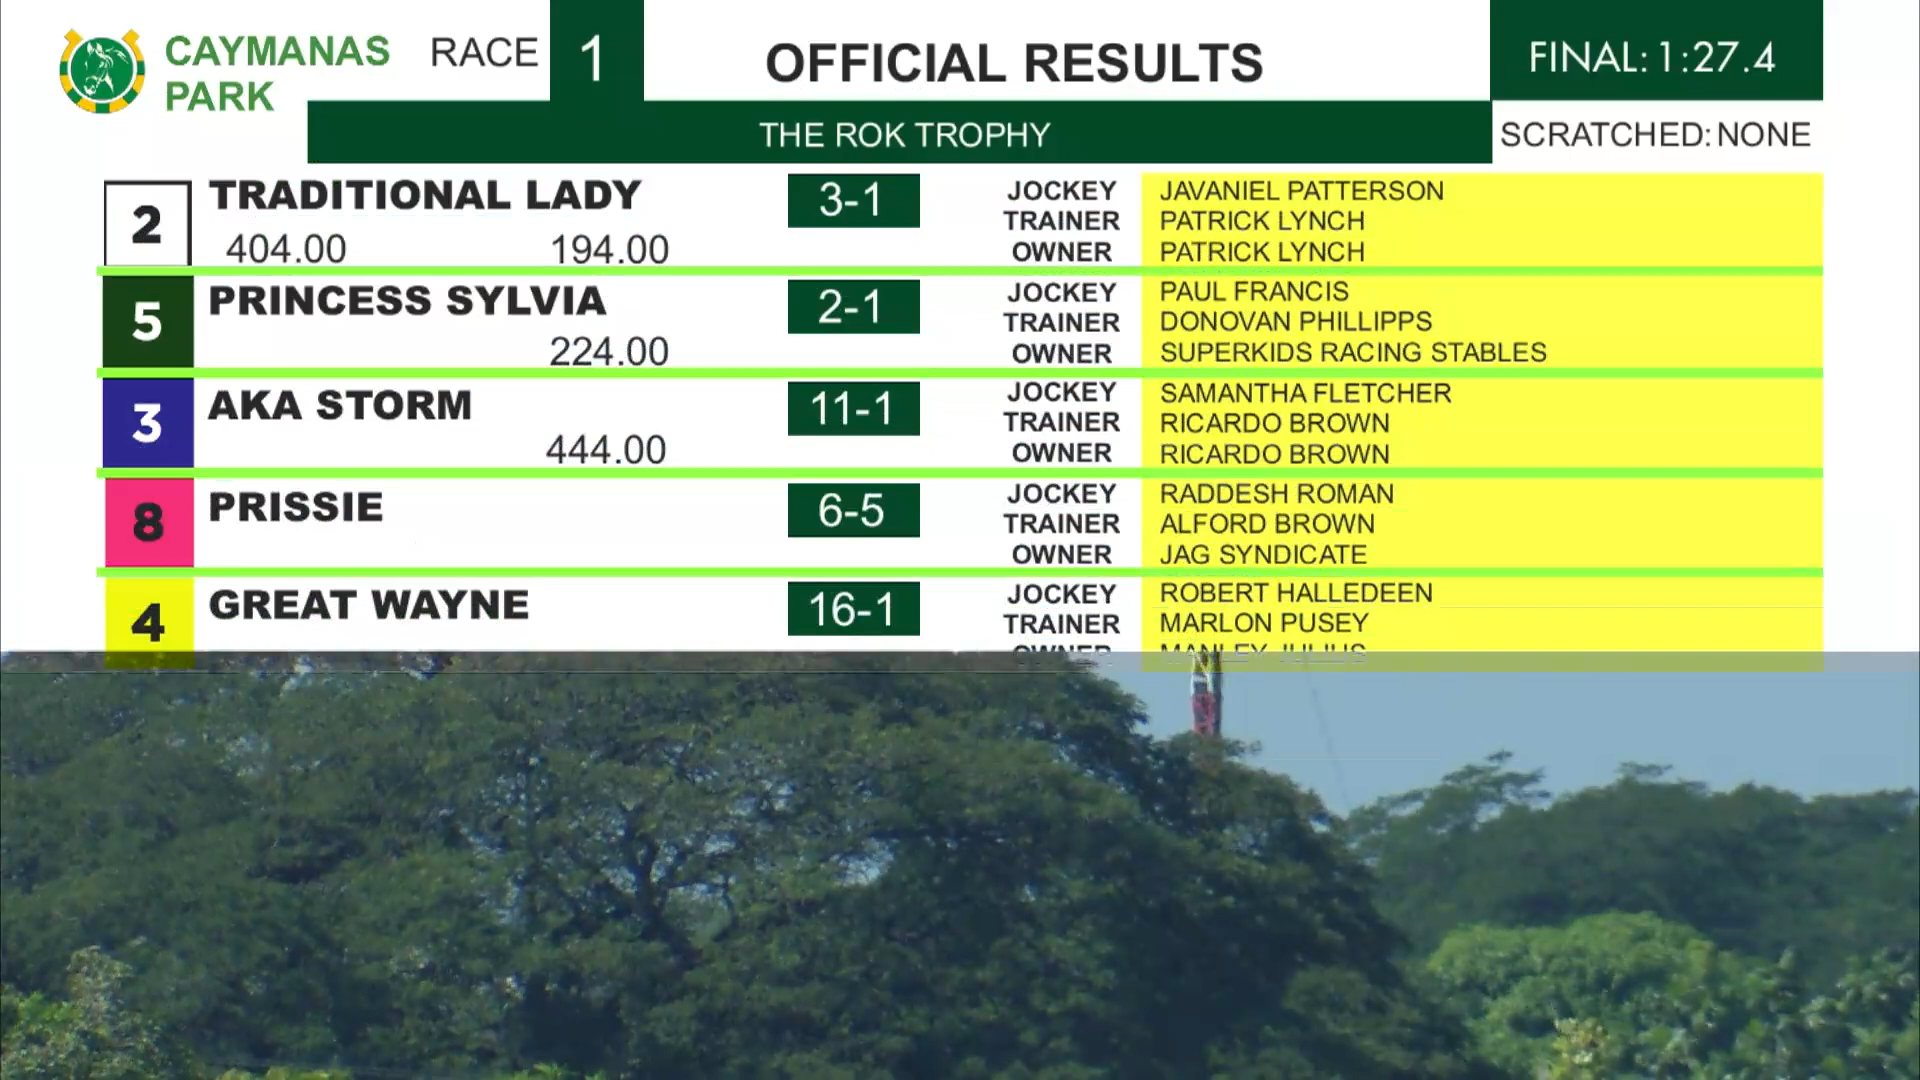 CAYMANAS PARK
RACE 1
OFFICIAL RESULTS
FINAL: 1:27.4
THE ROK TROPHY
SCRATCHED: NONE
2 TRADITIONAL LADY 3-1
404.00 194.00
JOCKEY JAVANIEL PATTERSON
TRAINER PATRICK LYNCH
OWNER PATRICK LYNCH
5 PRINCESS SYLVIA 2-1
224.00
JOCKEY PAUL FRANCIS
TRAINER DONOVAN PHILLIPPS
OWNER SUPERKIDS RACING STABLES
3 AKA STORM 11-1
444.00
JOCKEY SAMANTHA FLETCHER
TRAINER RICARDO BROWN
OWNER RICARDO BROWN
8 PRISSIE 6-5
JOCKEY RADDESH ROMAN
TRAINER ALFORD BROWN
OWNER JAG SYNDICATE
4 GREAT WAYNE 16-1
JOCKEY ROBERT HALLEDEEN
TRAINER MARLON PUSEY
OWNER MANLEY JULIUS